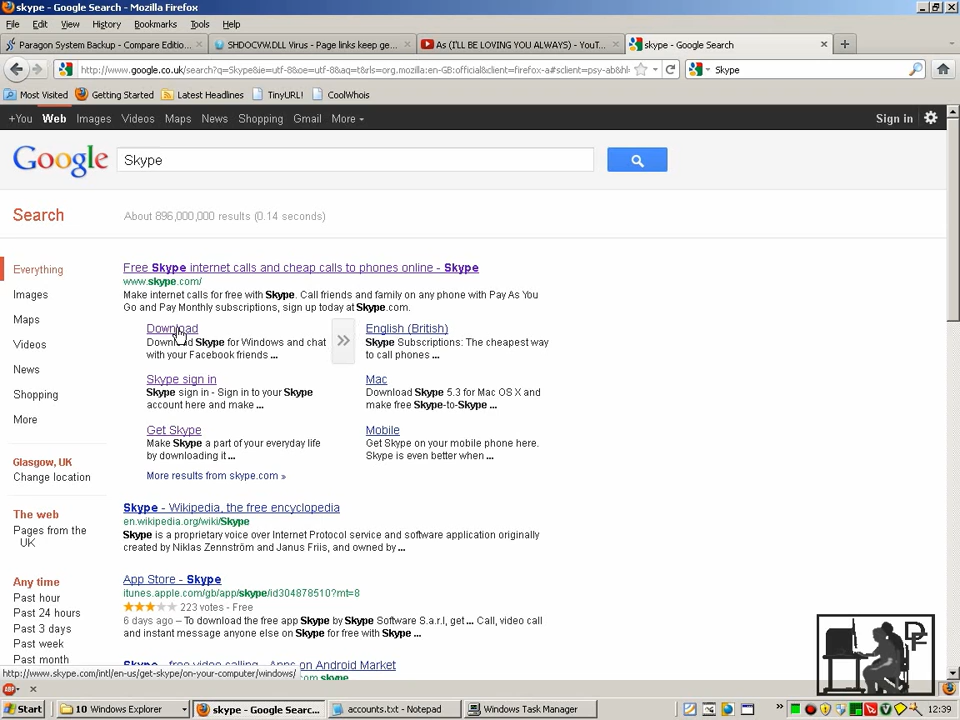 skype - Google Search - Mozilla Firefox
File Edit View History Bookmarks Tools Help
Paragon System Backup - Compare Editio...
SHDOCVW.DLL Virus - Page links keep ge...
As (I'LL BE LOVING YOU ALWAYS) - YouT...
skype - Google Search
http://www.google.co.uk/search?q=Skype&ie=utf-8&oe=utf-8&aq=t&rls=org.mozilla:en-GB:official&client=firefox-a#sclient=psy-ab&hl
Skype
Most Visited Getting Started Latest Headlines TinyURL! CoolWhois
+You Web Images Videos Maps News Shopping Gmail More Sign in
Google
Skype
Search
About 896,000,000 results (0.14 seconds)
Everything
Images
Maps
Videos
News
Shopping
More
Glasgow, UK
Change location
The web
Pages from the
UK
Any time
Past hour
Past 24 hours
Past 3 days
Past week
Past month
Free Skype internet calls and cheap calls to phones online - Skype
www.skype.com/
Make internet calls for free with Skype. Call friends and family on any phone with Pay As You
Go and Pay Monthly subscriptions, sign up today at Skype.com.
Download
Download Skype for Windows and chat
with your Facebook friends ...
English (British)
Skype Subscriptions: The cheapest way
to call phones ...
Skype sign in
Skype sign in - Sign in to your Skype
account here and make ...
Mac
Download Skype 5.3 for Mac OS X and
make free Skype-to-Skype ...
Get Skype
Make Skype a part of your everyday life
by downloading it ...
Mobile
Get Skype on your mobile phone here.
Skype is even better when ...
More results from skype.com »
Skype - Wikipedia, the free encyclopedia
en.wikipedia.org/wiki/Skype
Skype is a proprietary voice over Internet Protocol service and software application originally
created by Niklas Zennström and Janus Friis, and owned by ...
App Store - Skype
itunes.apple.com/gb/app/skype/id304878510?mt=8
223 votes - Free
6 days ago – To download the free app Skype by Skype Software S.a.r.l, get ... Call, video call
and instant message anyone else on Skype for free with Skype ...
Skype - free video calling - Apps on Android Market
http://www.skype.com/intl/en-us/get-skype/on-your-computer/windows/
DPF
ABP
Start
10 Windows Explorer
skype - Google Searc...
accounts.txt - Notepad
Windows Task Manager
12:39